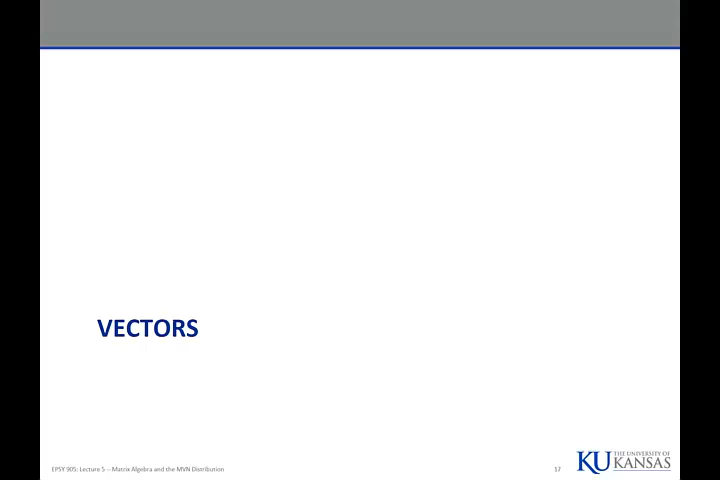 VECTORS
EPSY 905: Lecture 5 -- Matrix Algebra and the MVN Distribution
17
KU THE UNIVERSITY OF KANSAS